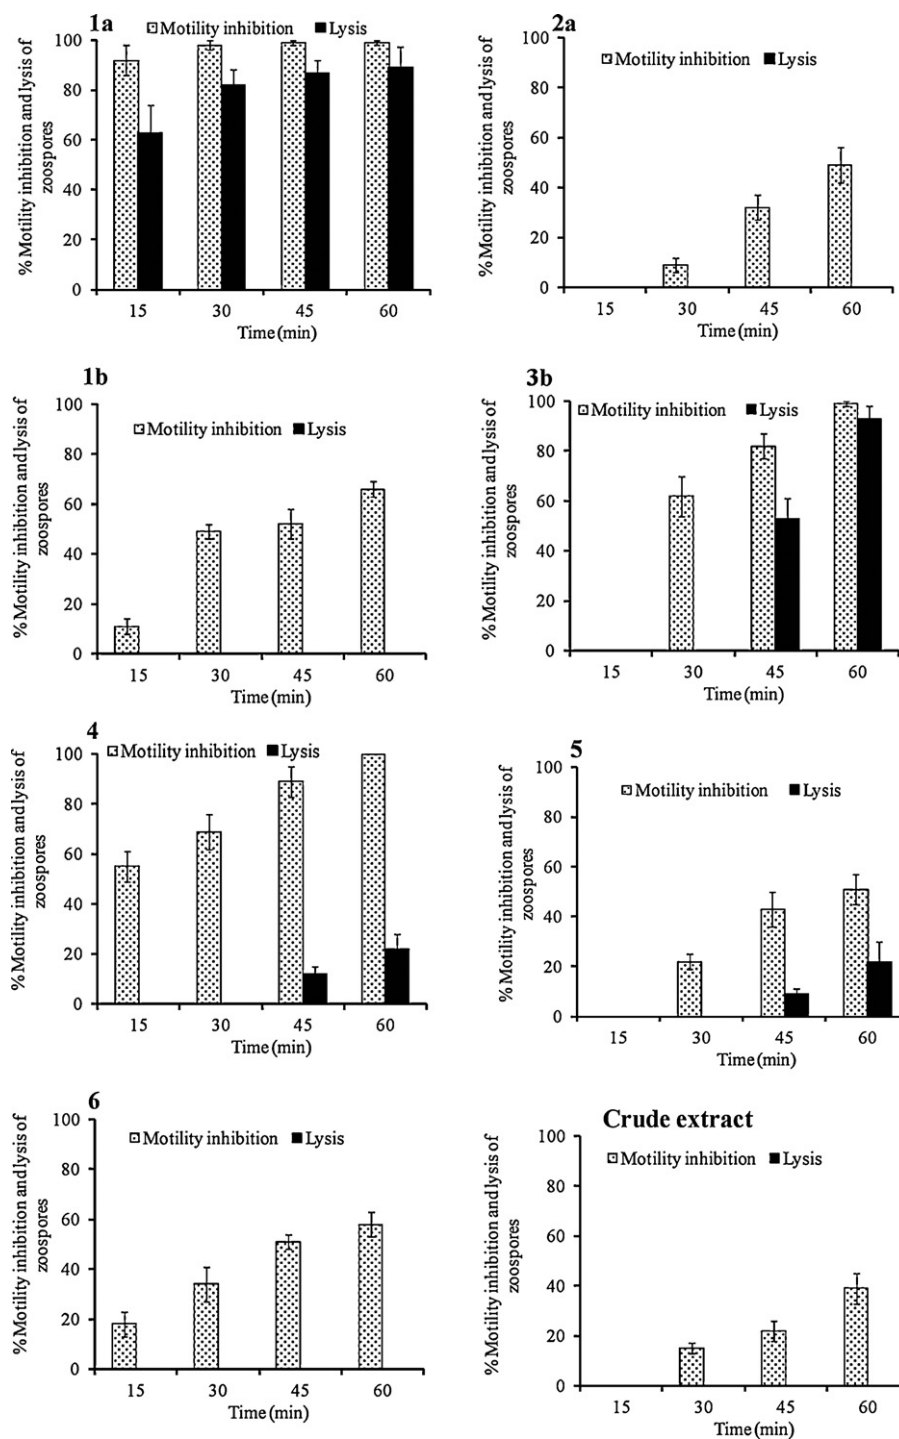 1a
Motility inhibition Lysis
100
80
60
40
20
0
15 30 45 60
Time (min)
% Motility inhibition and lysis of
zoospores
2a
Motility inhibition Lysis
100
80
60
40
20
0
15 30 45 60
Time (min)
% Motility inhibition and lysis of
zoospores
1b
Motility inhibition Lysis
100
80
60
40
20
0
15 30 45 60
Time (min)
% Motility inhibition and lysis of
zoospores
3b
Motility inhibition Lysis
100
80
60
40
20
0
15 30 45 60
Time (min)
% Motility inhibition and lysis of
zoospores
4
Motility inhibition Lysis
100
80
60
40
20
0
15 30 45 60
Time (min)
% Motility inhibition and lysis of
zoospores
5
Motility inhibition Lysis
100
80
60
40
20
0
15 30 45 60
Time (min)
% Motility inhibition and lysis of
zoospores
6
Motility inhibition Lysis
100
80
60
40
20
0
15 30 45 60
Time (min)
% Motility inhibition and lysis of
zoospores
Crude extract
Motility inhibition Lysis
100
80
60
40
20
0
15 30 45 60
Time (min)
% Motility inhibition and lysis of
zoospores